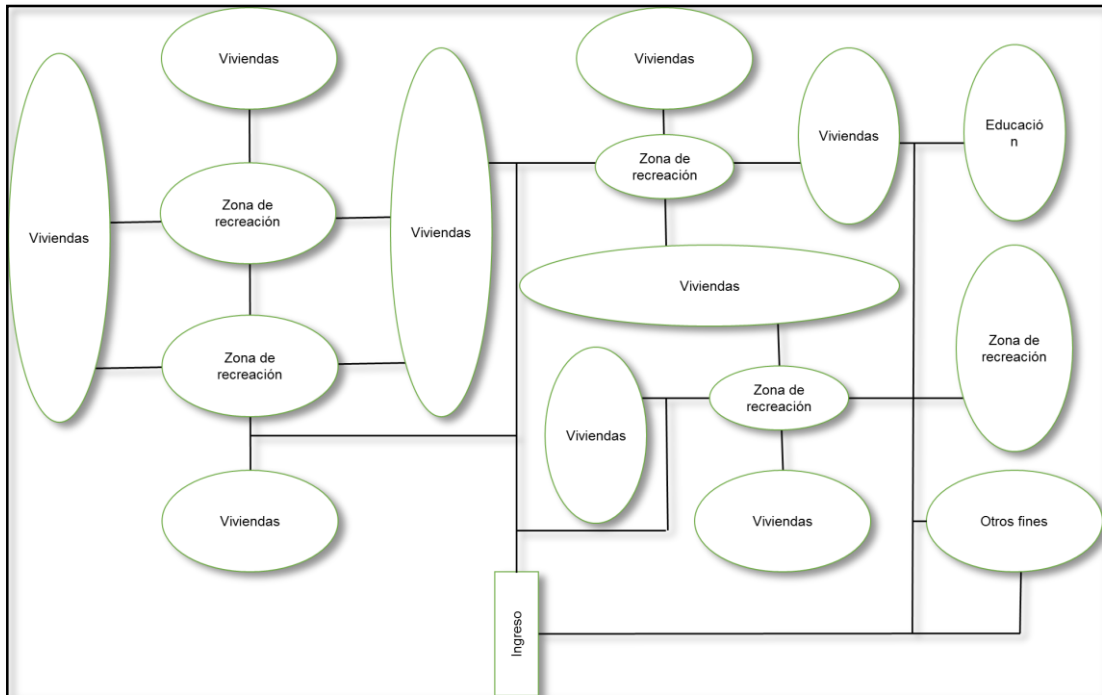 Viviendas
Viviendas
Viviendas
Educació
n
Zona de
recreación
Zona de
recreación
Viviendas
Viviendas
Viviendas
Viviendas
Zona de
recreación
Zona de
recreación
Zona de
recreación
Viviendas
Viviendas
Viviendas
Otros fines
Ingreso